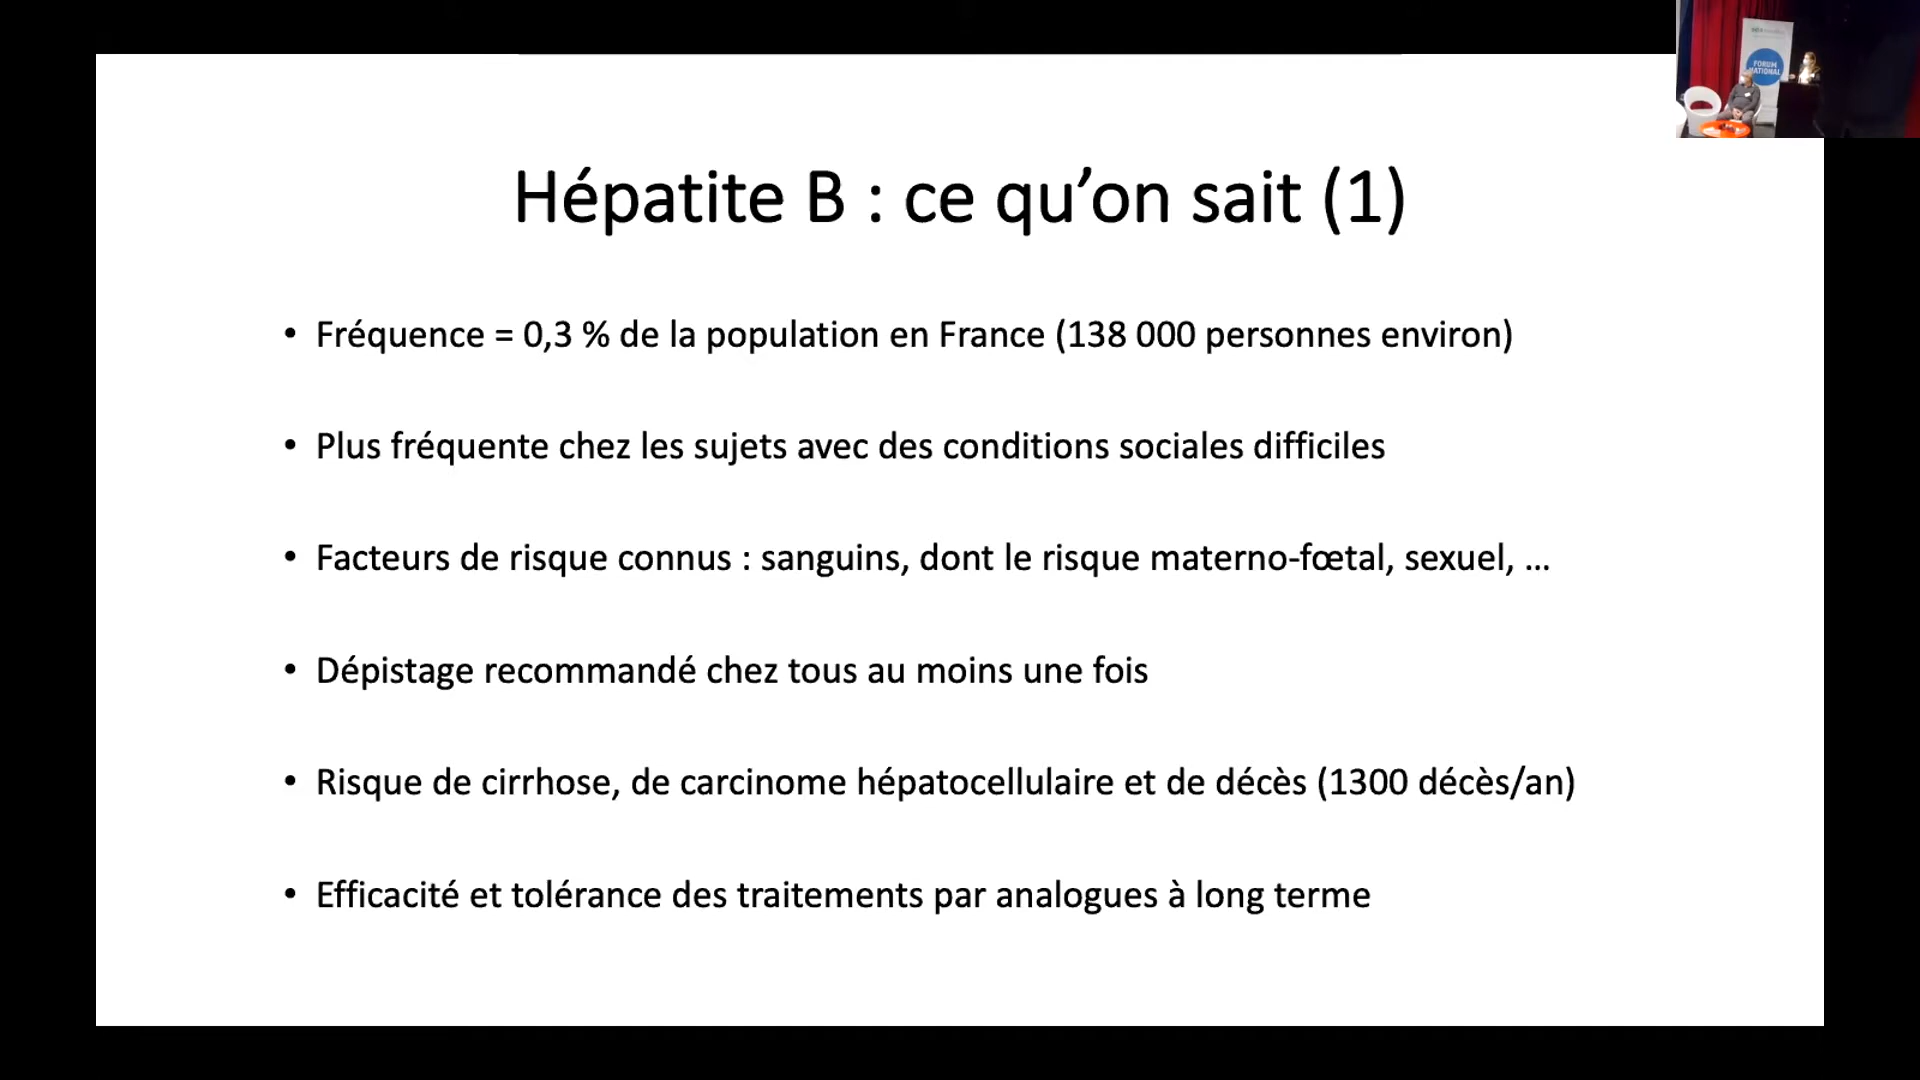 Hépatite B : ce qu’on sait (1)
• Fréquence = 0,3 % de la population en France (138 000 personnes environ)
• Plus fréquente chez les sujets avec des conditions sociales difficiles
• Facteurs de risque connus : sanguins, dont le risque materno-fœtal, sexuel, ...
• Dépistage recommandé chez tous au moins une fois
• Risque de cirrhose, de carcinome hépatocellulaire et de décès (1300 décès/an)
• Efficacité et tolérance des traitements par analogues à long terme
FORUM
NATIONAL